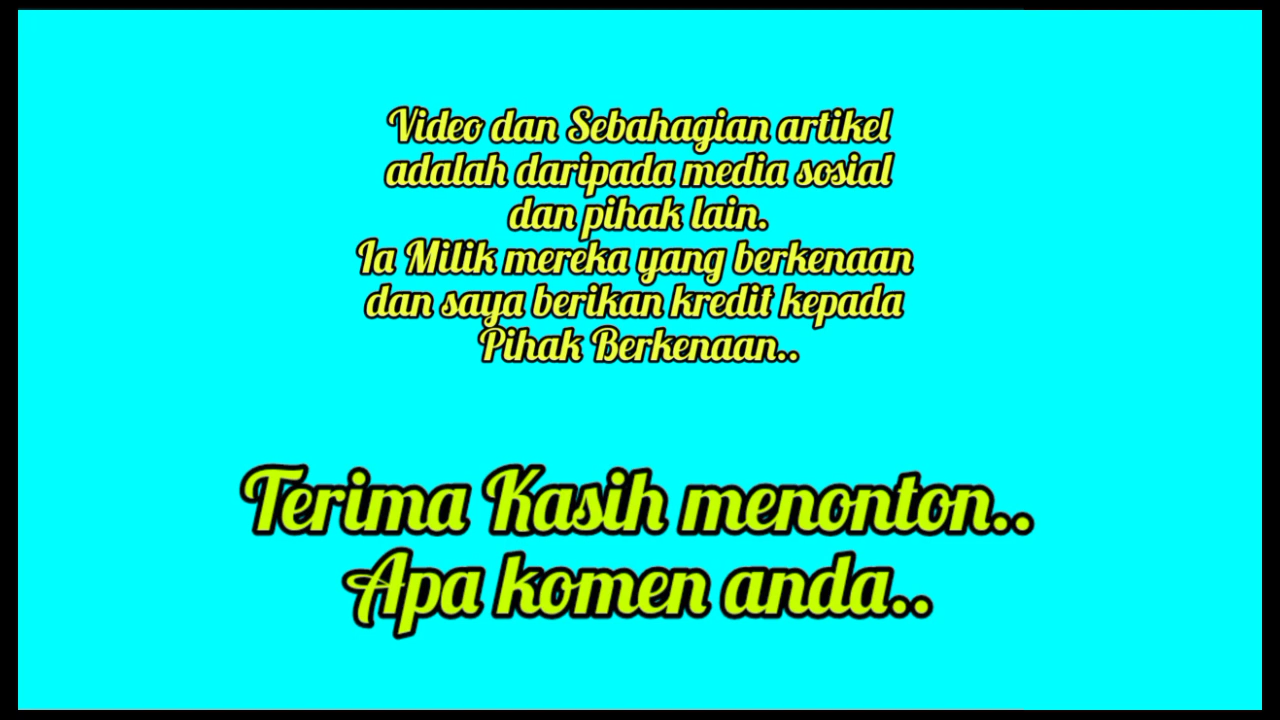 Video dan Sebahagian artikel
adalah daripada media sosial
dan pihak lain.
Ia Milik mereka yang berkenaan
dan saya berikan kredit kepada
Pihak Berkenaan..
Terima Kasih menonton..
Apa komen anda..